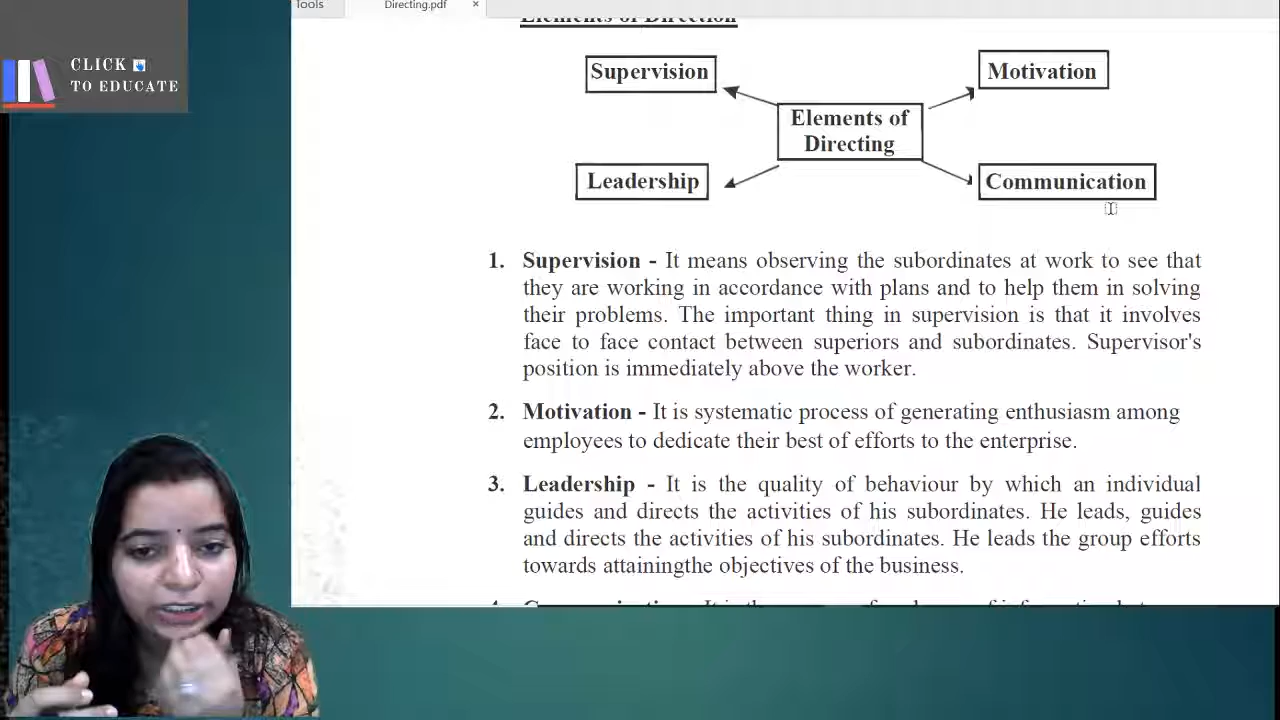 Tools
Directing.pdf ×
CLICK
TO EDUCATE
Elements of Direction
Supervision
Motivation
Elements of
Directing
Leadership
Communication
1. Supervision - It means observing the subordinates at work to see that
they are working in accordance with plans and to help them in solving
their problems. The important thing in supervision is that it involves
face to face contact between superiors and subordinates. Supervisor's
position is immediately above the worker.
2. Motivation - It is systematic process of generating enthusiasm among
employees to dedicate their best of efforts to the enterprise.
3. Leadership - It is the quality of behaviour by which an individual
guides and directs the activities of his subordinates. He leads, guides
and directs the activities of his subordinates. He leads the group efforts
towards attainingthe objectives of the business.